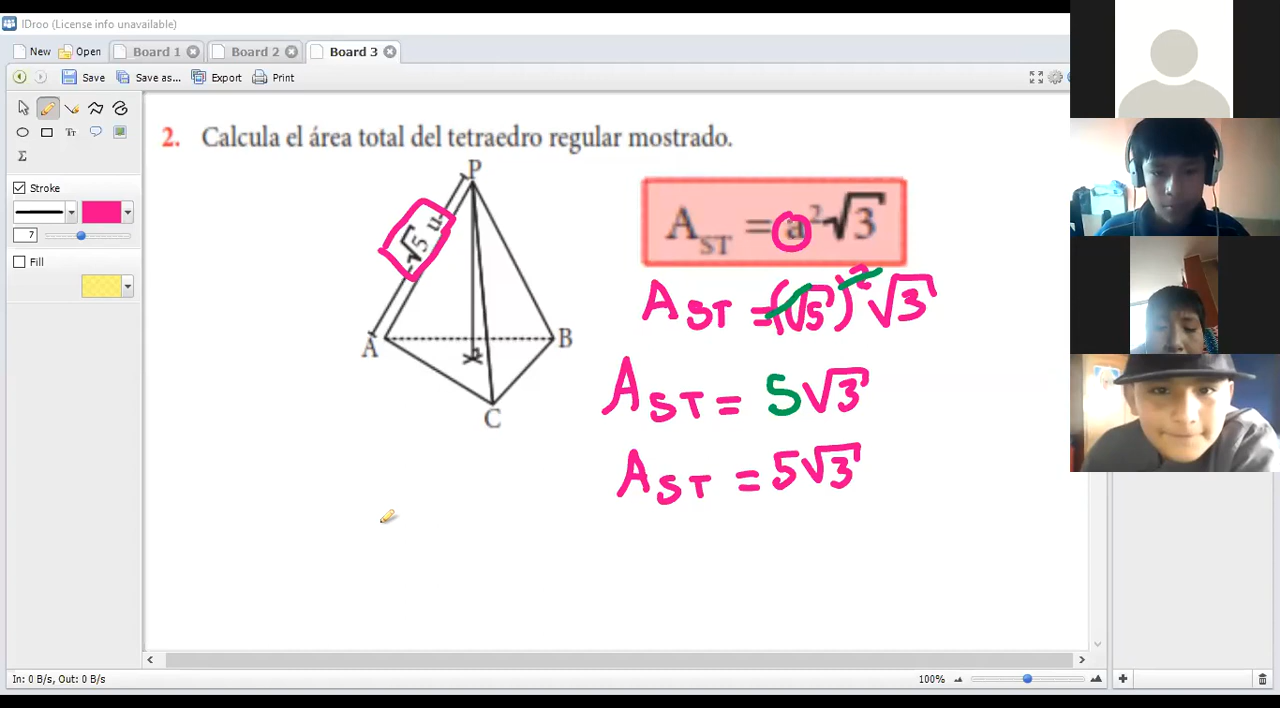 IDroo (License info unavailable)
New Open Board 1 Board 2 Board 3
Save Save as... Export Print
Tt
Σ
Stroke
7
Fill
2. Calcula el área total del tetraedro regular mostrado.
P
√5 u
A
B
C
A_ST = a²√3
A_ST = (√5)²√3
A_ST = 5√3
A_ST = 5√3
In: 0 B/s, Out: 0 B/s
100%